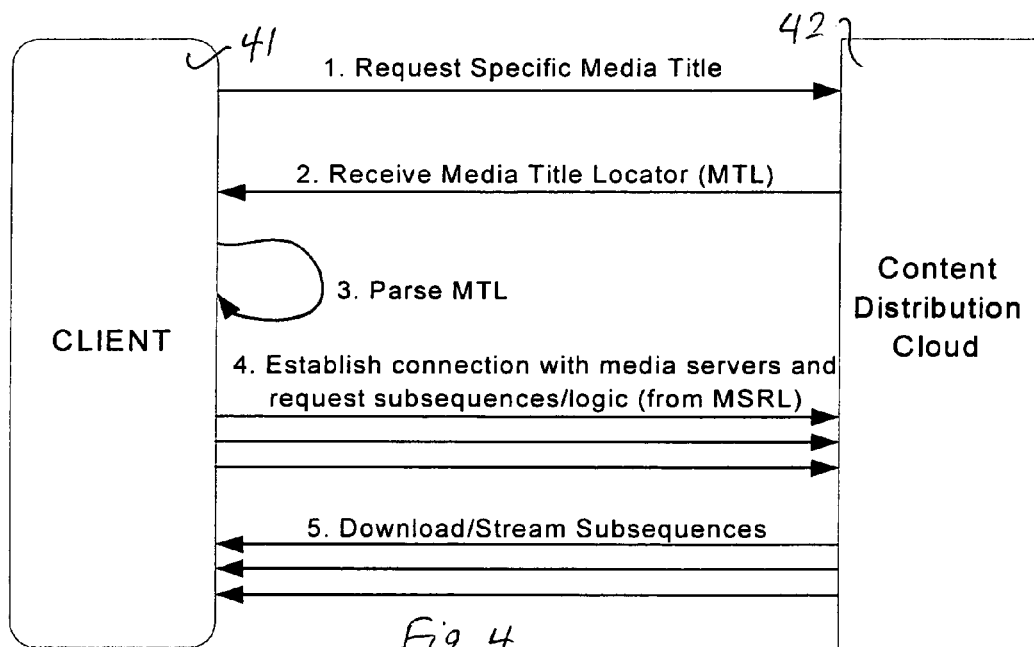 41
42
1. Request Specific Media Title
2. Receive Media Title Locator (MTL)
3. Parse MTL
CLIENT
Content
Distribution
Cloud
4. Establish connection with media servers and
request subsequences/logic (from MSRL)
5. Download/Stream Subsequences
Fig 4